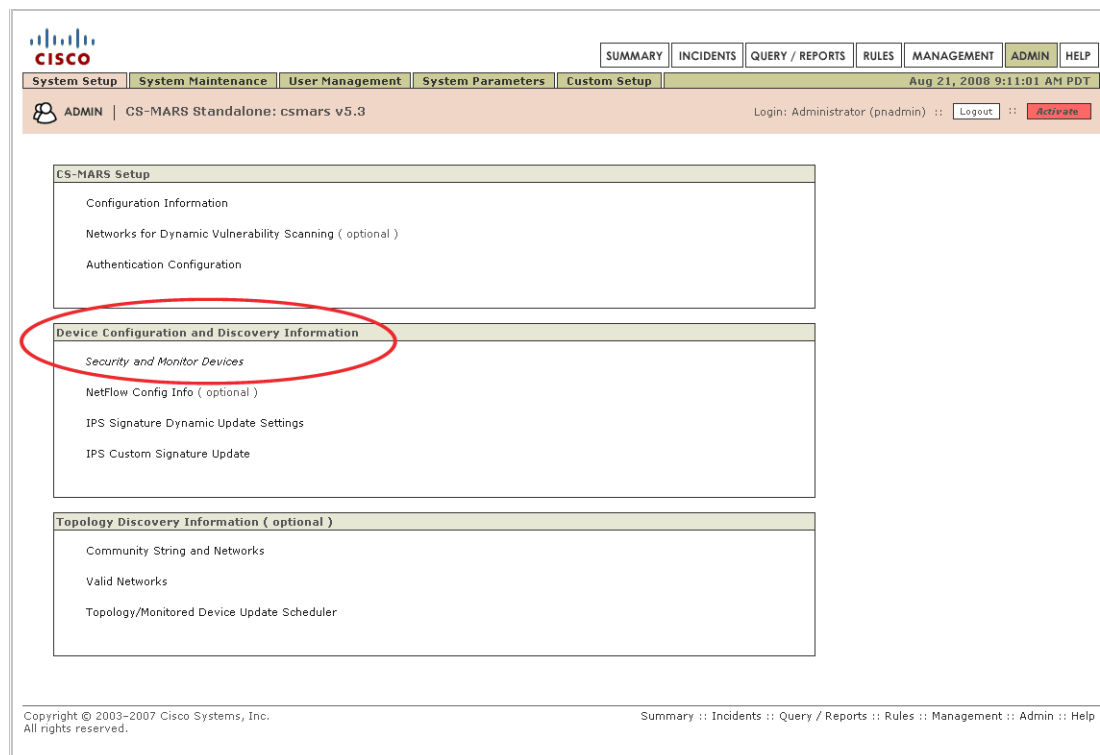 CISCO
SUMMARY INCIDENTS QUERY / REPORTS RULES MANAGEMENT ADMIN HELP
System Setup System Maintenance User Management System Parameters Custom Setup Aug 21, 2008 9:11:01 AM PDT
ADMIN | CS-MARS Standalone: csmars v5.3 Login: Administrator (pnadmin) :: Logout :: Activate
CS-MARS Setup
Configuration Information
Networks for Dynamic Vulnerability Scanning ( optional )
Authentication Configuration
Device Configuration and Discovery Information
Security and Monitor Devices
NetFlow Config Info ( optional )
IPS Signature Dynamic Update Settings
IPS Custom Signature Update
Topology Discovery Information ( optional )
Community String and Networks
Valid Networks
Topology/Monitored Device Update Scheduler
Copyright © 2003-2007 Cisco Systems, Inc. Summary :: Incidents :: Query / Reports :: Rules :: Management :: Admin :: Help
All rights reserved.